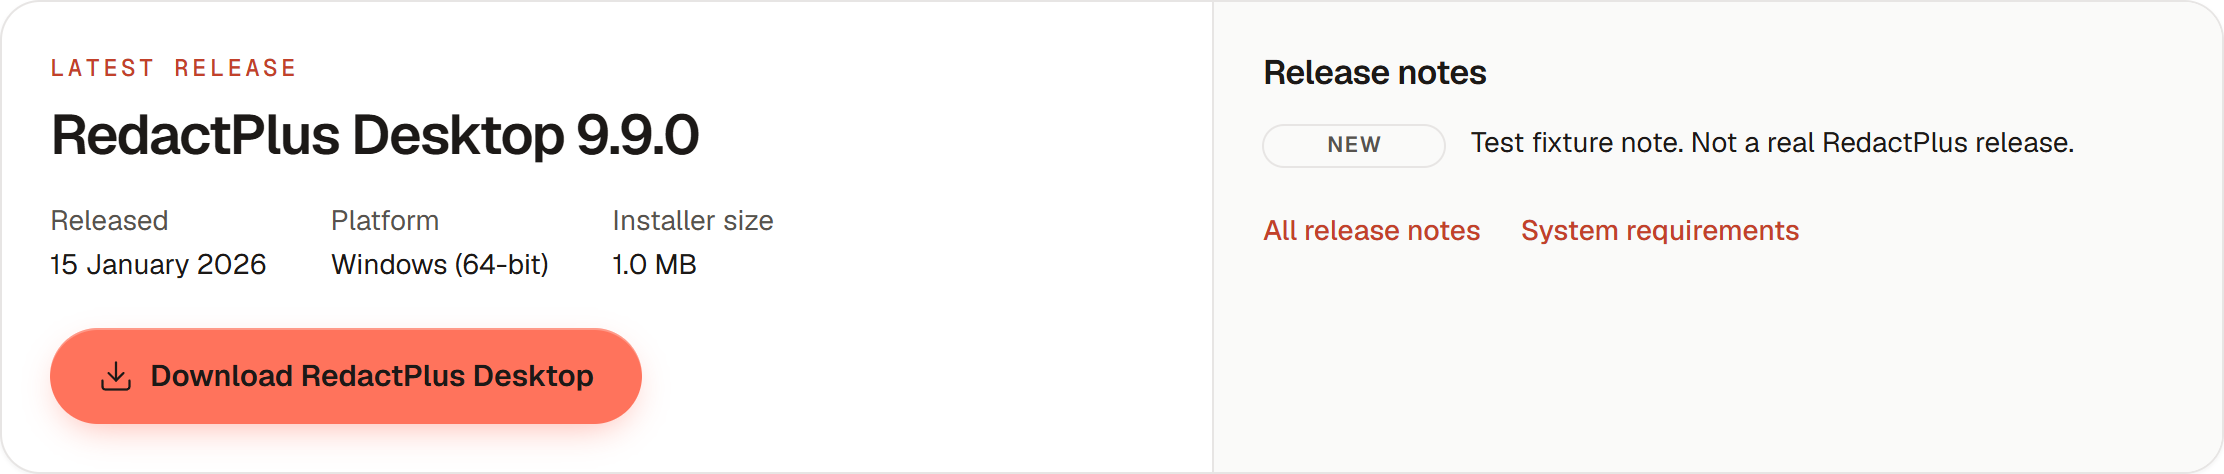 LATEST RELEASE
RedactPlus Desktop 9.9.0
Released
15 January 2026
Platform
Windows (64-bit)
Installer size
1.0 MB
Download RedactPlus Desktop
Release notes
NEW
Test fixture note. Not a real RedactPlus release.
All release notes
System requirements